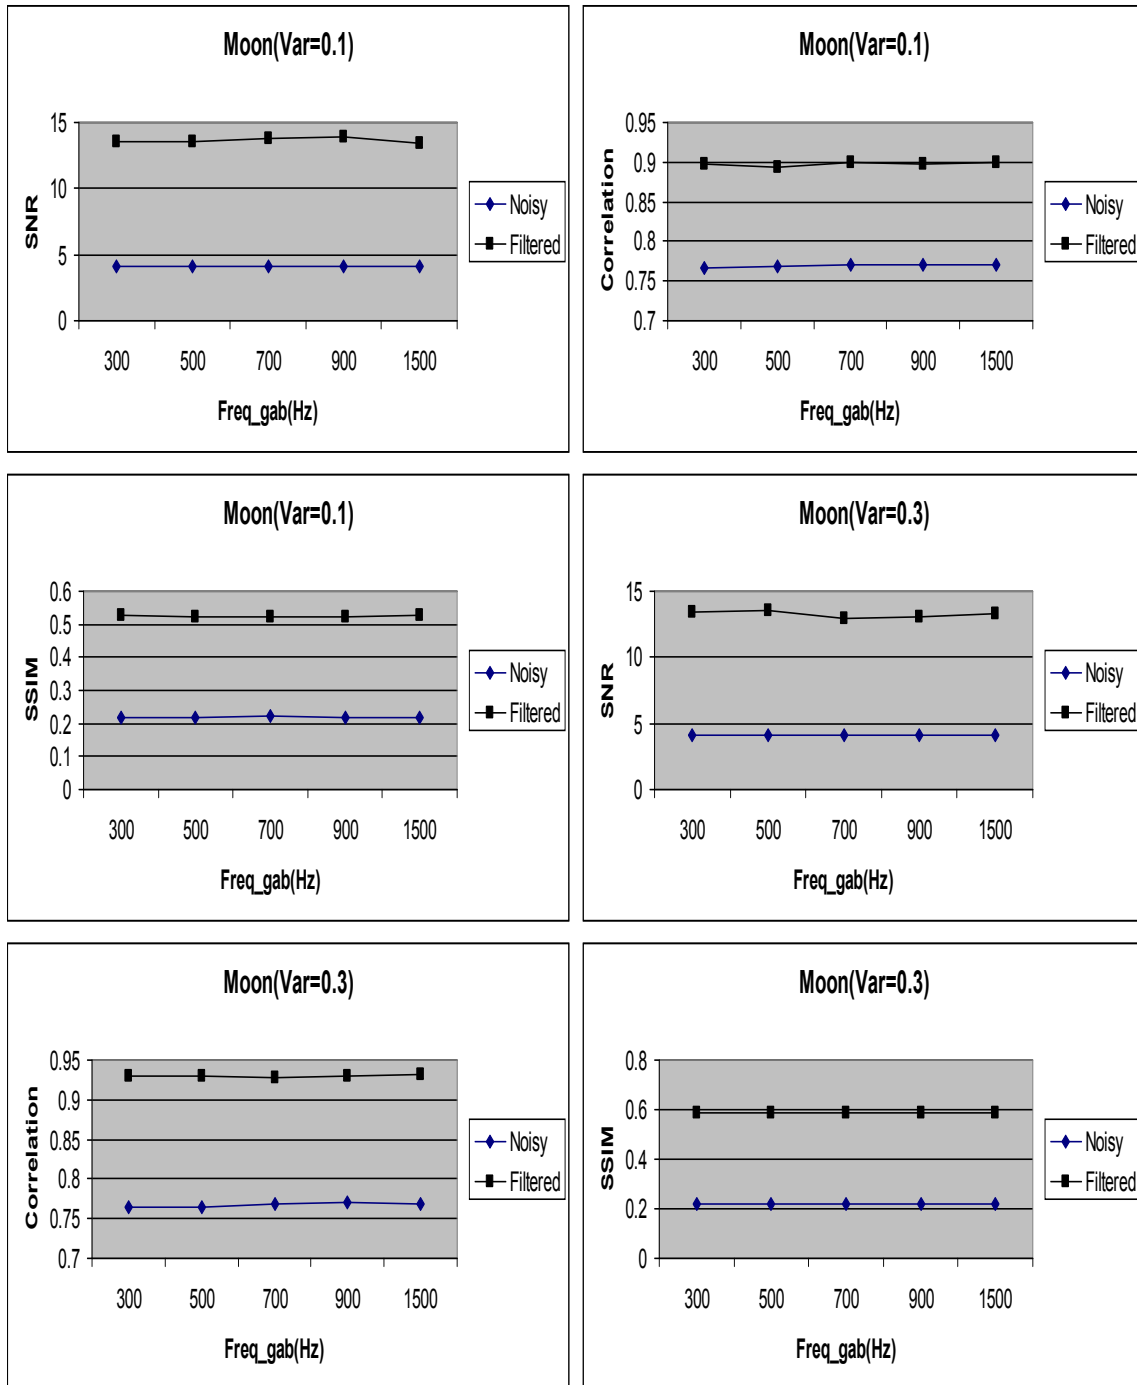 Moon(Var=0.1)
SNR
15
10
5
0
300 500 700 900 1500
Freq_gab(Hz)
Noisy
Filtered
Moon(Var=0.1)
Correlation
0.95
0.9
0.85
0.8
0.75
0.7
300 500 700 900 1500
Freq_gab(Hz)
Noisy
Filtered
Moon(Var=0.1)
SSIM
0.6
0.5
0.4
0.3
0.2
0.1
0
300 500 700 900 1500
Freq_gab(Hz)
Noisy
Filtered
Moon(Var=0.3)
SNR
15
10
5
0
300 500 700 900 1500
Freq_gab(Hz)
Noisy
Filtered
Moon(Var=0.3)
Correlation
0.95
0.9
0.85
0.8
0.75
0.7
300 500 700 900 1500
Freq_gab(Hz)
Noisy
Filtered
Moon(Var=0.3)
SSIM
0.8
0.6
0.4
0.2
0
300 500 700 900 1500
Freq_gab(Hz)
Noisy
Filtered